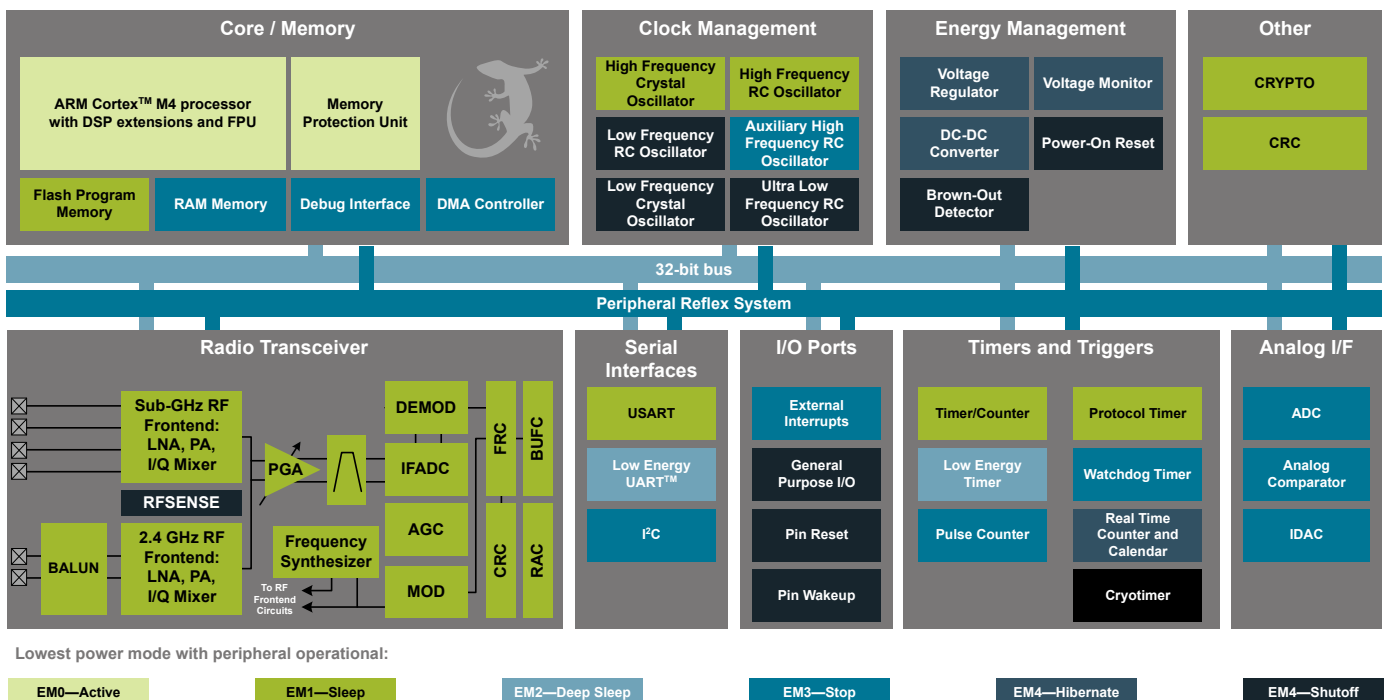 Core / Memory
ARM Cortex™ M4 processor
with DSP extensions and FPU
Memory
Protection Unit
Flash Program
Memory
RAM Memory
Debug Interface
DMA Controller
Clock Management
High Frequency
Crystal
Oscillator
High Frequency
RC Oscillator
Low Frequency
RC Oscillator
Auxiliary High
Frequency RC
Oscillator
Low Frequency
Crystal
Oscillator
Ultra Low
Frequency RC
Oscillator
Energy Management
Voltage
Regulator
Voltage Monitor
DC-DC
Converter
Power-On Reset
Brown-Out
Detector
Other
CRYPTO
CRC
32-bit bus
Peripheral Reflex System
Radio Transceiver
Sub-GHz RF
Frontend:
LNA, PA,
I/Q Mixer
RFSENSE
BALUN
2.4 GHz RF
Frontend:
LNA, PA,
I/Q Mixer
PGA
Frequency
Synthesizer
To RF
Frontend
Circuits
DEMOD
IFADC
AGC
MOD
FRC
BUFC
CRC
RAC
Serial
Interfaces
USART
Low Energy
UART™
I²C
I/O Ports
External
Interrupts
General
Purpose I/O
Pin Reset
Pin Wakeup
Timers and Triggers
Timer/Counter
Protocol Timer
Low Energy
Timer
Watchdog Timer
Pulse Counter
Real Time
Counter and
Calendar
Cryotimer
Analog I/F
ADC
Analog
Comparator
IDAC
Lowest power mode with peripheral operational:
EM0—Active
EM1—Sleep
EM2—Deep Sleep
EM3—Stop
EM4—Hibernate
EM4—Shutoff